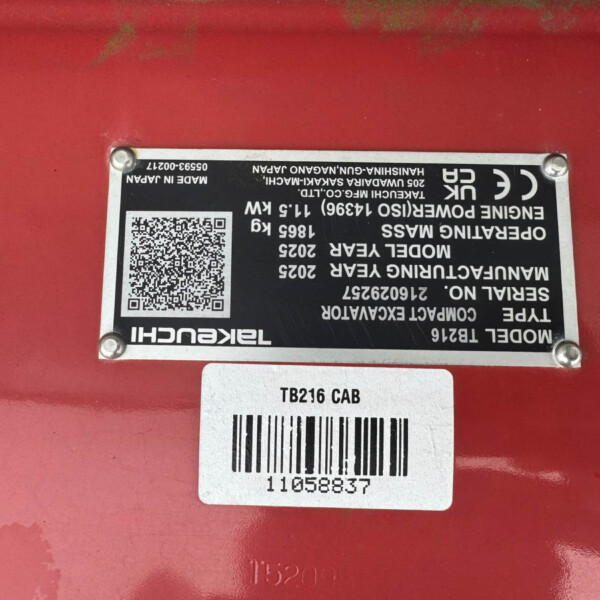 TAKEUCHI
MODEL TB216
TYPE COMPACT EXCAVATOR
SERIAL NO. 216029257
MANUFACTURING YEAR 2025
MODEL YEAR 2025
OPERATING MASS 1865 kg
ENGINE POWER(ISO 14396) 11.5 kW
CE UKCA
TAKEUCHI MFG.CO.,LTD.
205 UWADAIRA SAKAKI-MACHI,
HANISHINA-GUN,NAGANO JAPAN
MADE IN JAPAN
05593-00217
TB216 CAB
11058837